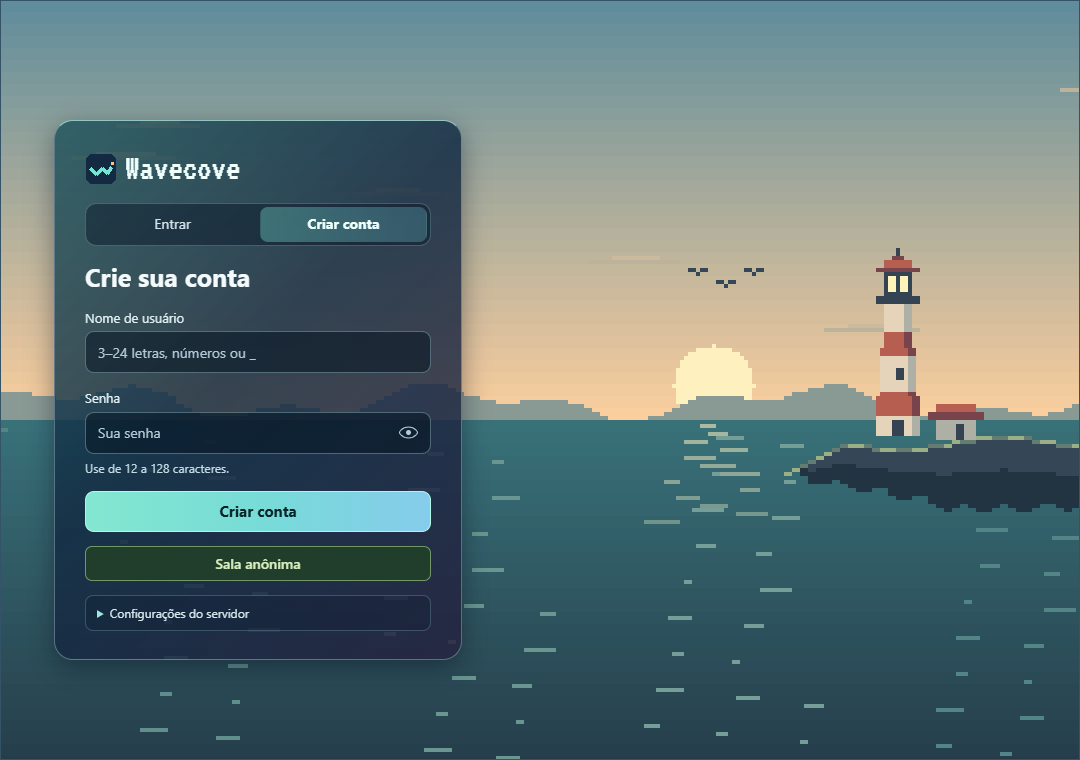 Wavecove
Entrar
Criar conta
Crie sua conta
Nome de usuário
3–24 letras, números ou _
Senha
Sua senha
Use de 12 a 128 caracteres.
Criar conta
Sala anônima
Configurações do servidor